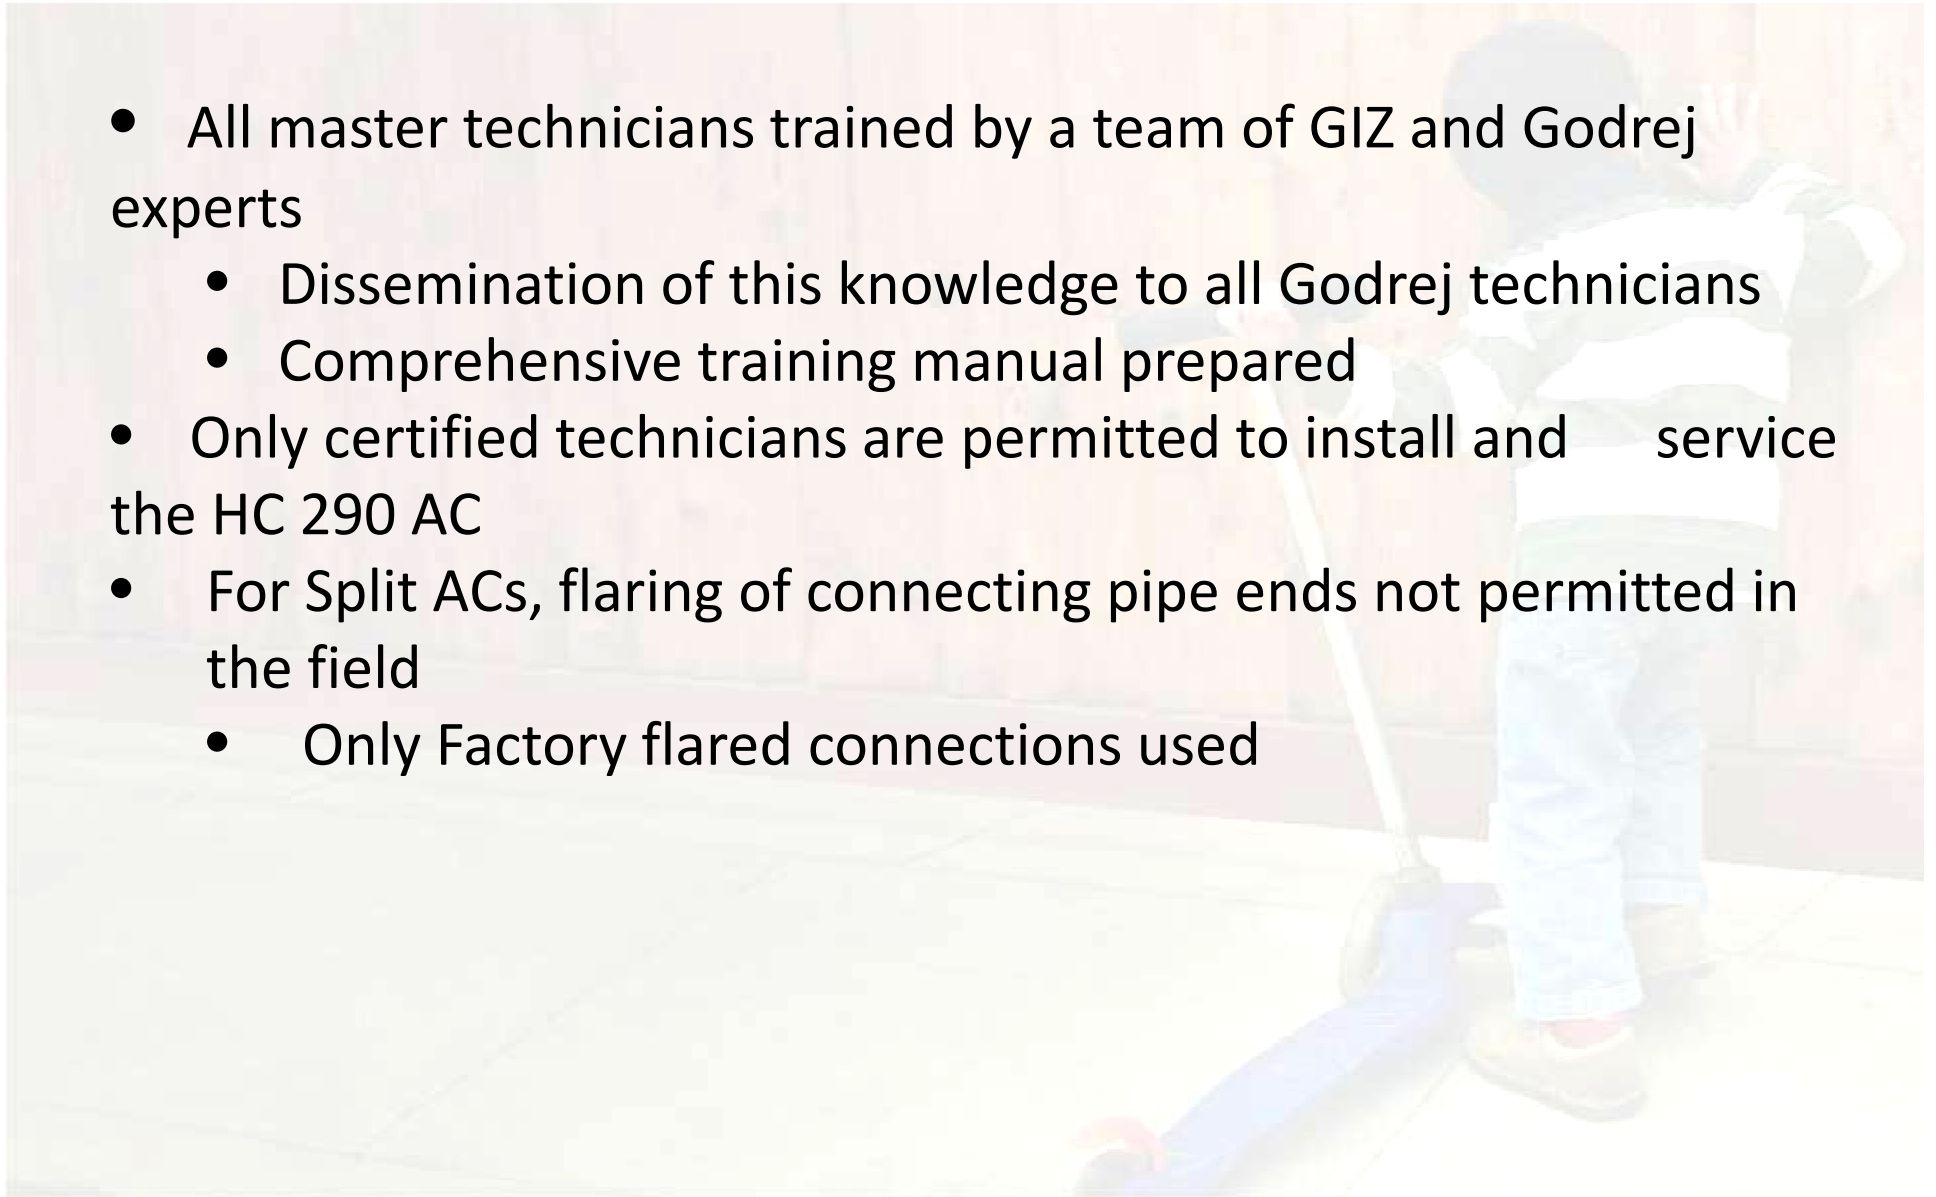 • All master technicians trained by a team of GIZ and Godrej
experts
• Dissemination of this knowledge to all Godrej technicians
• Comprehensive training manual prepared
• Only certified technicians are permitted to install and service
the HC 290 AC
• For Split ACs, flaring of connecting pipe ends not permitted in
the field
• Only Factory flared connections used